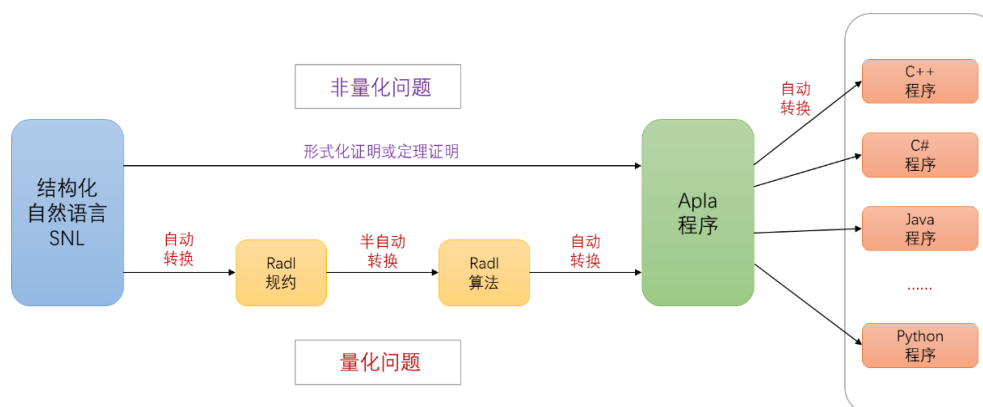 非量化问题
形式化证明或定理证明
结构化
自然语言
SNL
自动
转换
Radl
规约
半自动
转换
Radl
算法
自动
转换
量化问题
Apla
程序
自动
转换
C++
程序
C#
程序
Java
程序
......
Python
程序